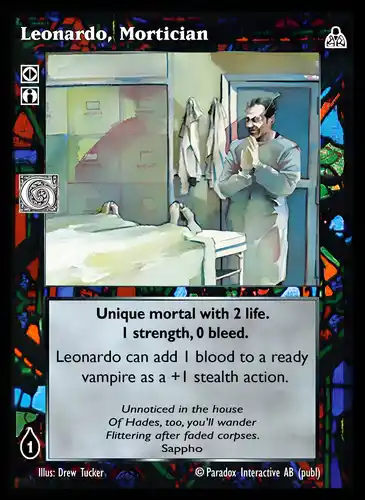 Leonardo, Mortician
Unique mortal with 2 life.
1 strength, 0 bleed.
Leonardo can add 1 blood to a ready
vampire as a +1 stealth action.
Unnoticed in the house
Of Hades, too, you'll wander
Flittering after faded corpses.
Sappho
1
Illus: Drew Tucker
© Paradox Interactive AB (publ)